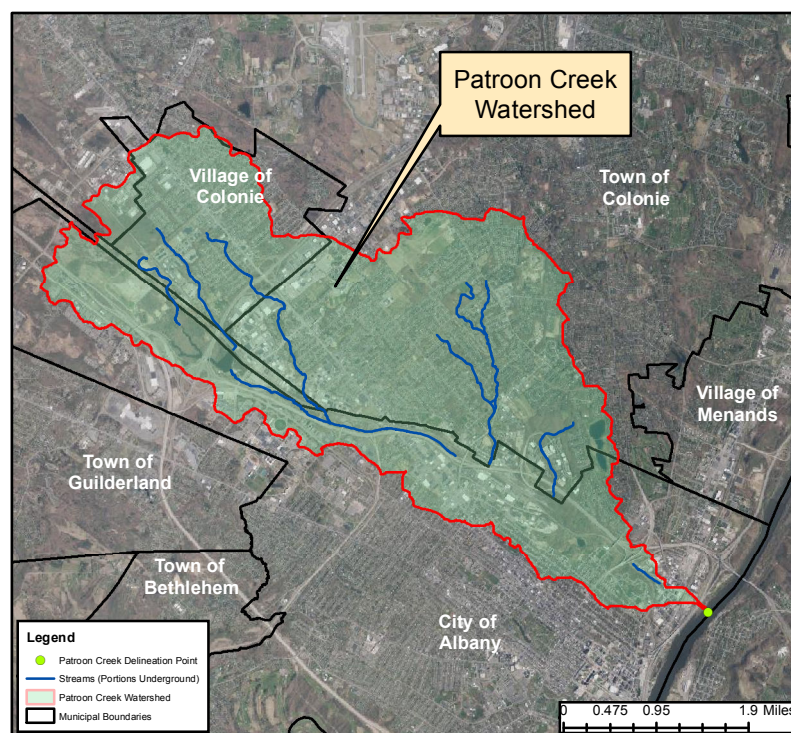 Patroon Creek
Watershed
Village of
Colonie
Town of
Colonie
Village of
Menands
Town of
Guilderland
Town of
Bethlehem
City of
Albany
Legend
Patroon Creek Delineation Point
Streams (Portions Underground)
Patroon Creek Watershed
Municipal Boundaries
0 0.475 0.95 1.9 Miles